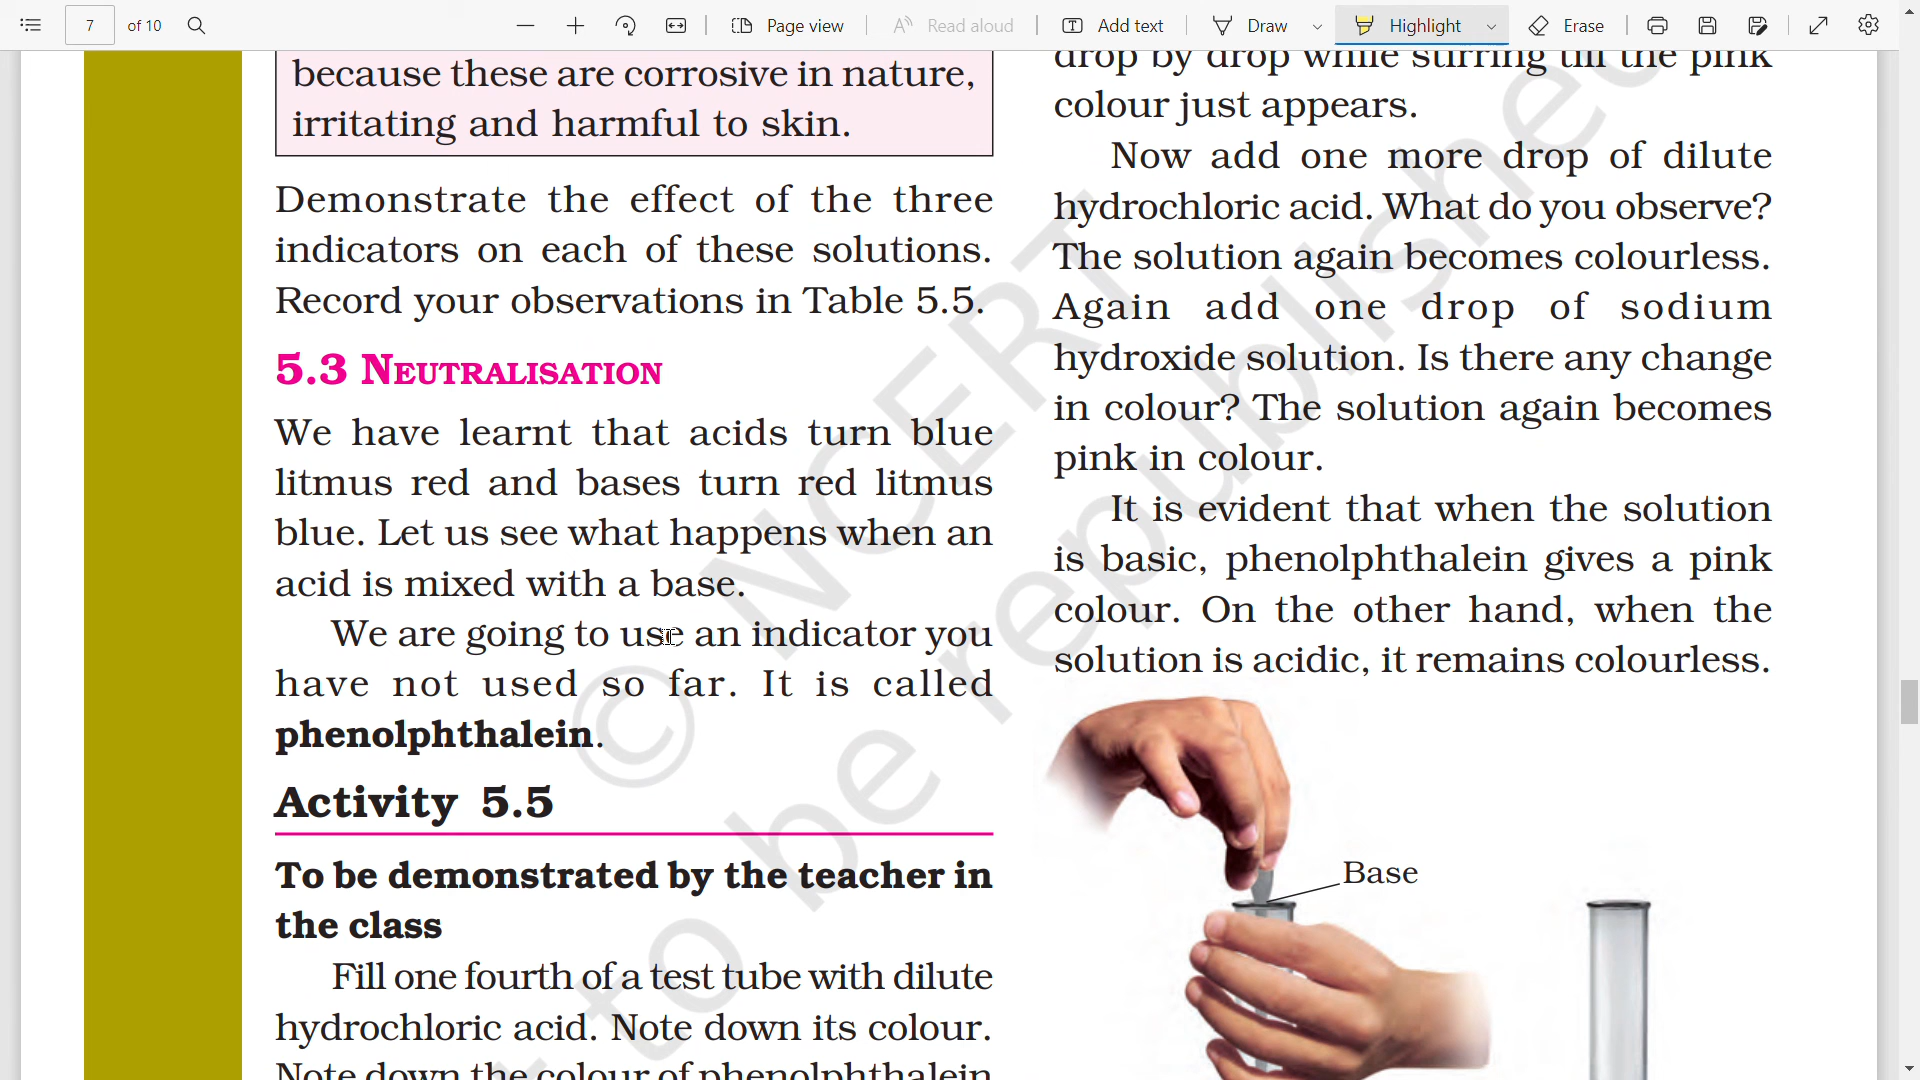 7 of 10 Page view Read aloud Add text Draw Highlight Erase
because these are corrosive in nature,
irritating and harmful to skin.
Demonstrate the effect of the three
indicators on each of these solutions.
Record your observations in Table 5.5.
5.3 NEUTRALISATION
We have learnt that acids turn blue
litmus red and bases turn red litmus
blue. Let us see what happens when an
acid is mixed with a base.
We are going to use an indicator you
have not used so far. It is called
phenolphthalein.
Activity 5.5
To be demonstrated by the teacher in
the class
Fill one fourth of a test tube with dilute
hydrochloric acid. Note down its colour.
Note down the colour of phenolphthalein
drop by drop while stirring till the pink
colour just appears.
Now add one more drop of dilute
hydrochloric acid. What do you observe?
The solution again becomes colourless.
Again add one drop of sodium
hydroxide solution. Is there any change
in colour? The solution again becomes
pink in colour.
It is evident that when the solution
is basic, phenolphthalein gives a pink
colour. On the other hand, when the
solution is acidic, it remains colourless.
Base
© NCERT
to be republished